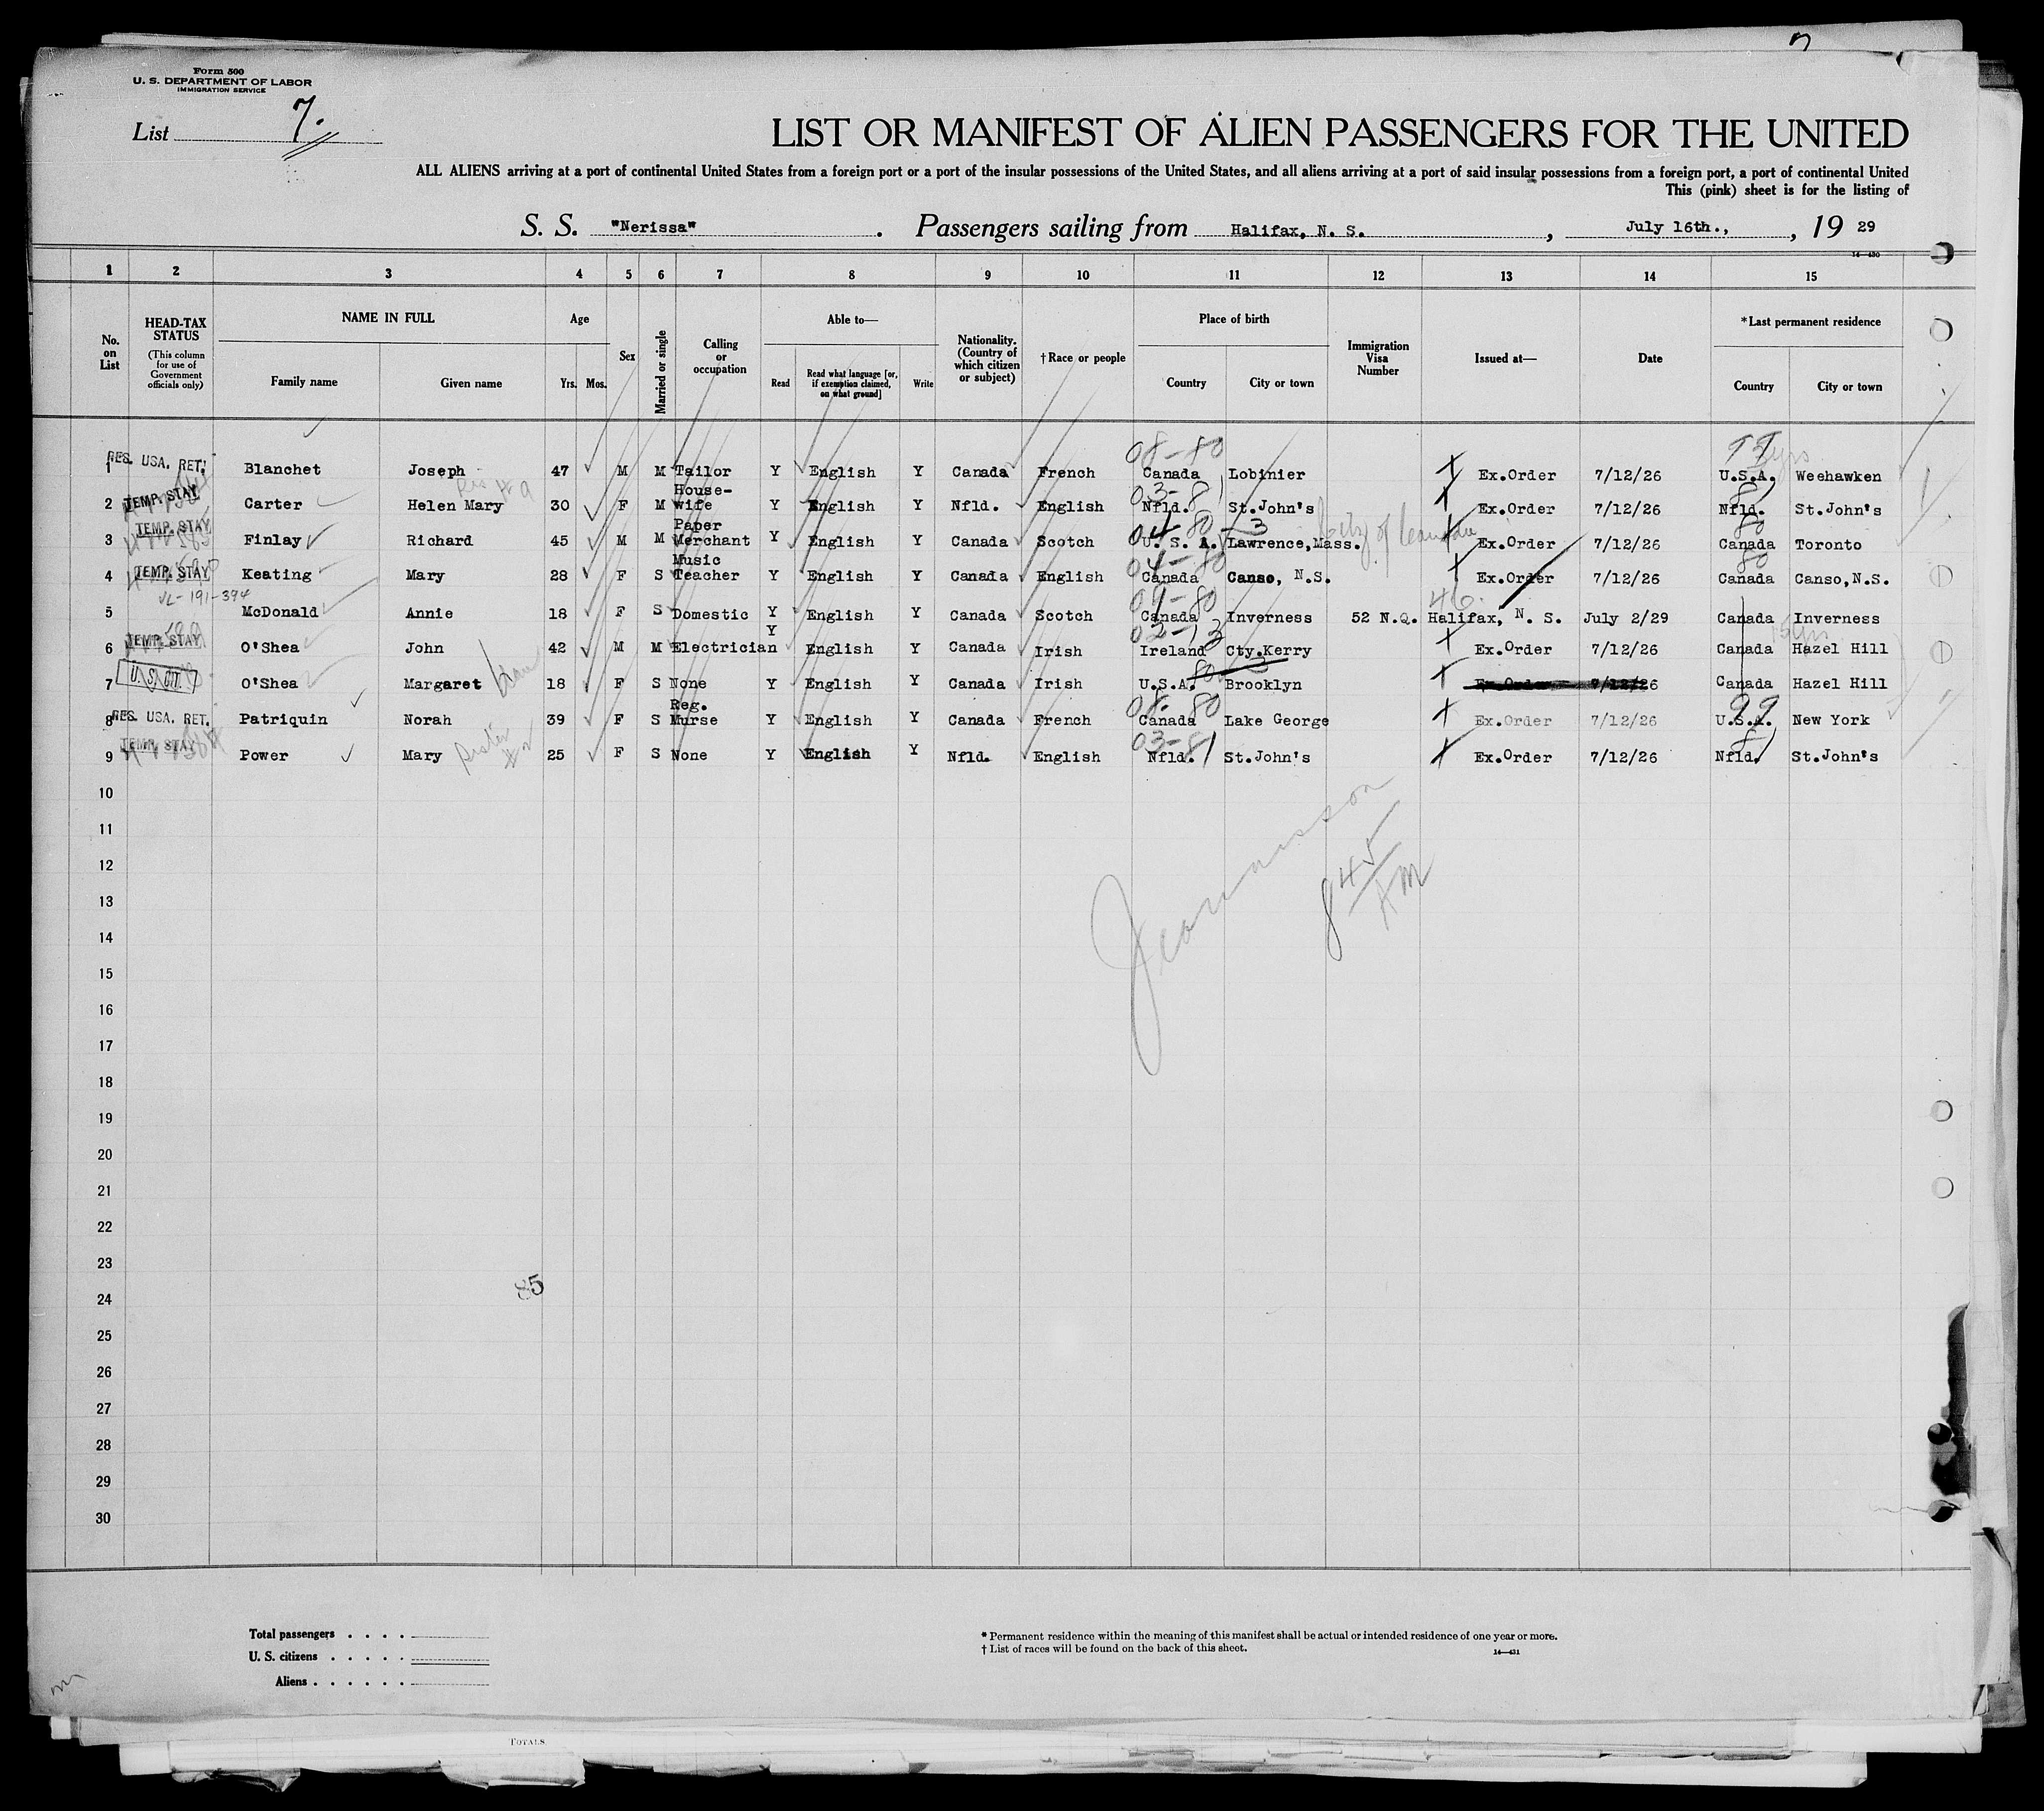 Form 500
U. S. DEPARTMENT OF LABOR
IMMIGRATION SERVICE
List 7.
LIST OR MANIFEST OF ALIEN PASSENGERS FOR THE UNITED
ALL ALIENS arriving at a port of continental United States from a foreign port or a port of the insular possessions of the United States, and all aliens arriving at a port of said insular possessions from a foreign port, a port of continental United
This (pink) sheet is for the listing of
S. S. "Nerissa" . Passengers sailing from Halifax, N. S. , July 16th., , 19 29
14—430
1 2 3 4 5 6 7 8 9 10 11 12 13 14 15
No. on List
HEAD-TAX STATUS
(This column for use of Government officials only)
NAME IN FULL
Family name Given name
Age
Yrs. Mos.
Sex
Married or single
Calling or occupation
Able to—
Read Read what language [or, if exemption claimed, on what ground] Write
Nationality. (Country of which citizen or subject)
†Race or people
Place of birth
Country City or town
Immigration Visa Number
Issued at—
Date
*Last permanent residence
Country City or town
08-80
1 RES. USA. RET. Blanchet Joseph 47 M M Tailor Y English Y Canada French Canada Lobinier Ex.Order 7/12/26 U.S.A. Weehawken
2 TEMP. STAY Carter Helen Mary 30 F M House-wife Y English Y Nfld. English Nfld. St.John's Ex.Order 7/12/26 Nfld. St.John's
3 TEMP. STAY Finlay Richard 45 M M Paper Merchant Y English Y Canada Scotch U. S. A. Lawrence,Mass. Ex.Order 7/12/26 Canada Toronto
4 TEMP. STAY Keating Mary 28 F S Music Teacher Y English Y Canada English Canada Canso, N.S. Ex.Order 7/12/26 Canada Canso,N.S.
VL-191-394
5 McDonald Annie 18 F S Domestic Y English Y Canada Scotch Canada Inverness 52 N.Q. Halifax, N. S. July 2/29 Canada Inverness
6 TEMP. STAY O'Shea John 42 M M Electrician Y English Y Canada Irish Ireland Cty.Kerry Ex.Order 7/12/26 Canada Hazel Hill
7 U.S. CIT. O'Shea Margaret 18 F S None Y English Y Canada Irish U.S.A. Brooklyn Ex.Order 7/12/26 Canada Hazel Hill
8 RES. USA. RET. Patriquin Norah 39 F S Reg. Nurse Y English Y Canada French Canada Lake George Ex.Order 7/12/26 U.S.A. New York
9 TEMP. STAY Power Mary 25 F S None Y English Y Nfld. English Nfld. St.John's Ex.Order 7/12/26 Nfld. St.John's
10
11
8 45 AM
12
13
14
15
16
17
18
19
20
21
22
23
85
24
25
26
27
28
29
30
Total passengers . . . .
U. S. citizens . . . . .
Aliens . . . . . .
* Permanent residence within the meaning of this manifest shall be actual or intended residence of one year or more.
† List of races will be found on the back of this sheet.
14—431
TOTALS